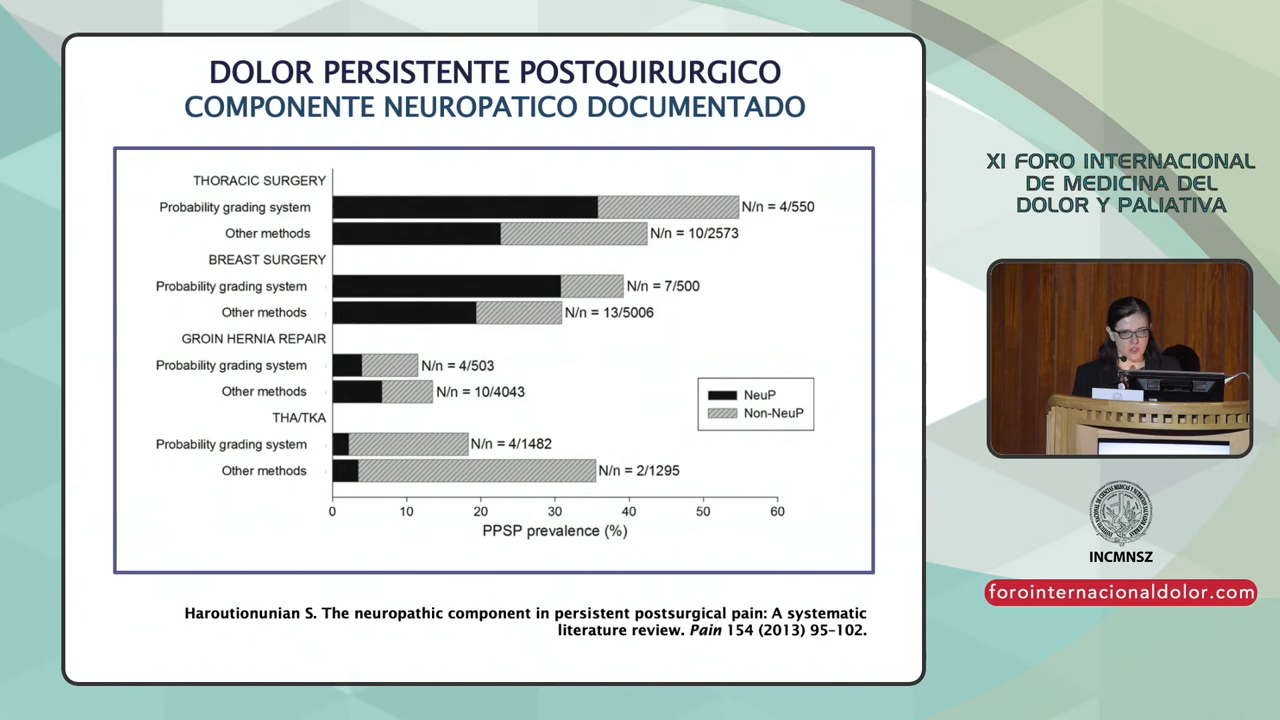 DOLOR PERSISTENTE POSTQUIRURGICO
COMPONENTE NEUROPATICO DOCUMENTADO
THORACIC SURGERY
Probability grading system
N/n = 4/550
Other methods
N/n = 10/2573
BREAST SURGERY
Probability grading system
N/n = 7/500
Other methods
N/n = 13/5006
GROIN HERNIA REPAIR
Probability grading system
N/n = 4/503
Other methods
N/n = 10/4043
THA/TKA
Probability grading system
N/n = 4/1482
Other methods
N/n = 2/1295
NeuP
Non-NeuP
0 10 20 30 40 50 60
PPSP prevalence (%)
Haroutionunian S. The neuropathic component in persistent postsurgical pain: A systematic
literature review. Pain 154 (2013) 95–102.
XI FORO INTERNACIONAL
DE MEDICINA DEL
DOLOR Y PALIATIVA
INCMNSZ
forointernacionaldolor.com